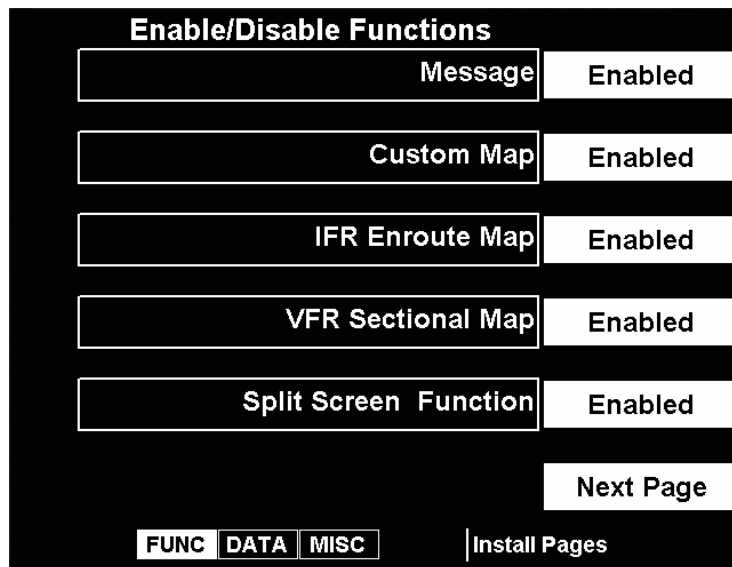 Enable/Disable Functions
Message Enabled
Custom Map Enabled
IFR Enroute Map Enabled
VFR Sectional Map Enabled
Split Screen Function Enabled
Next Page
FUNC DATA MISC Install Pages